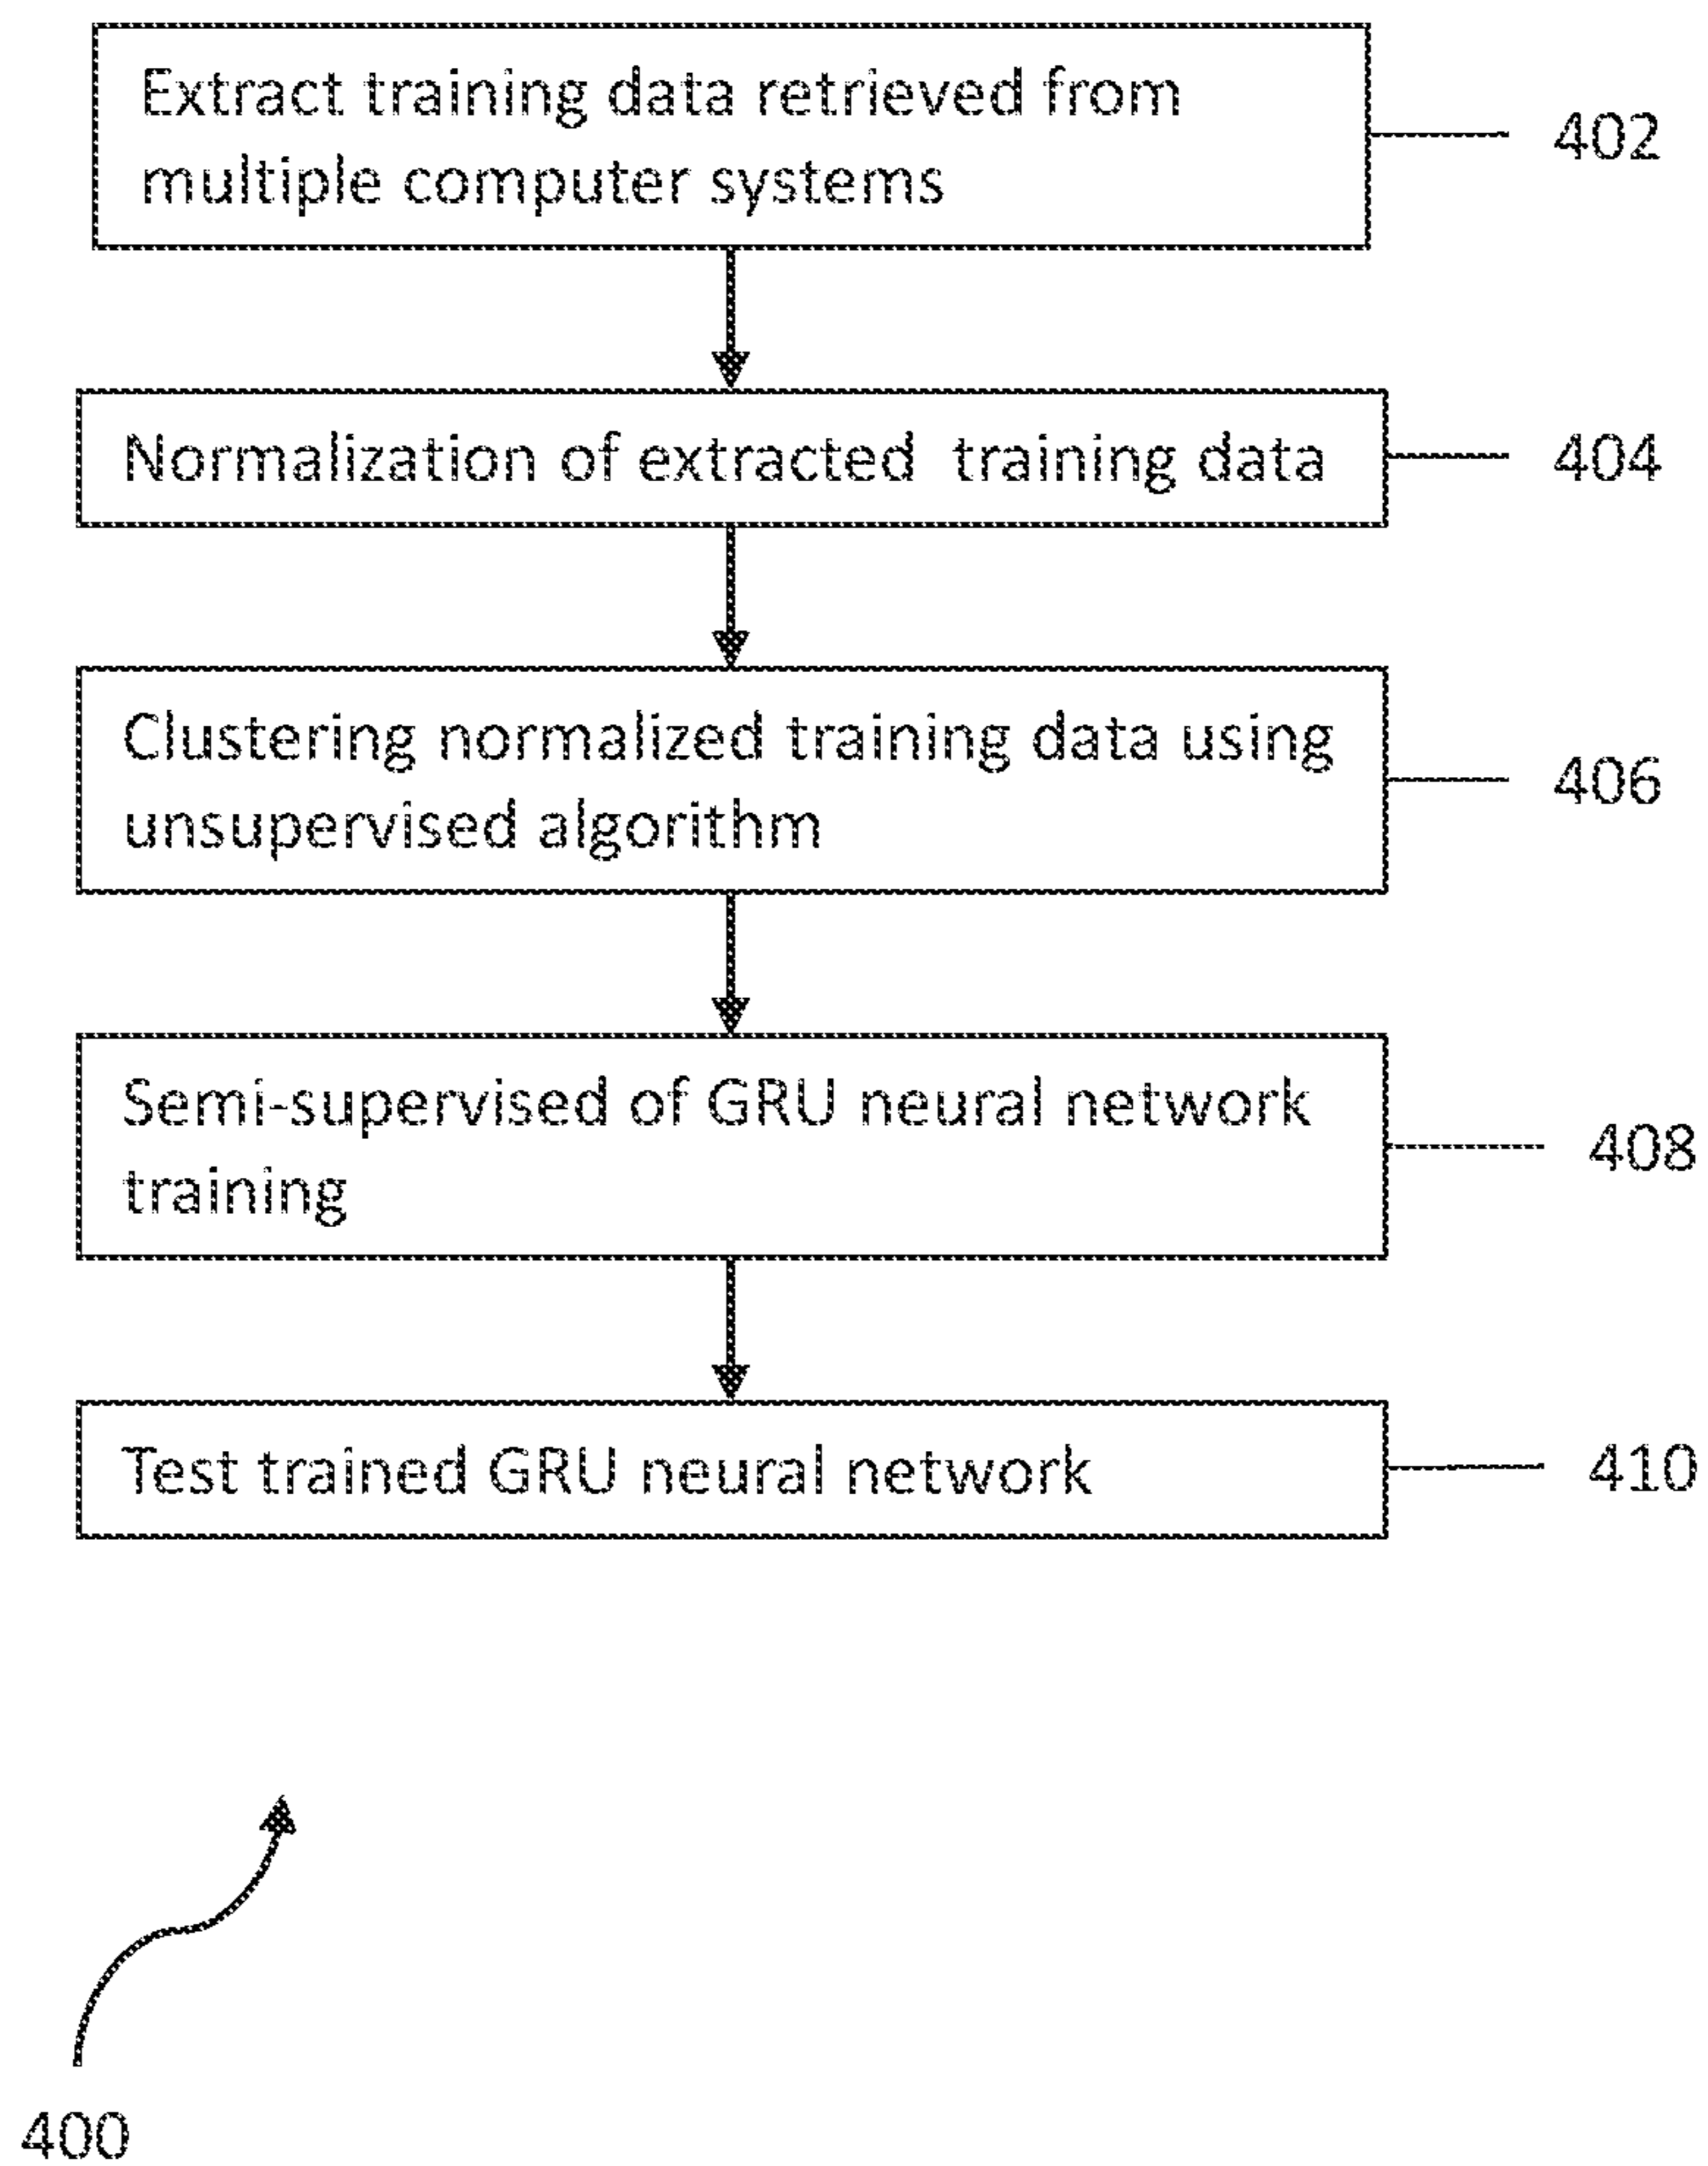 Extract training data retrieved from
multiple computer systems
402
Normalization of extracted training data
404
Clustering normalized training data using
unsupervised algorithm
406
Semi-supervised of GRU neural network
training
408
Test trained GRU neural network
410
400